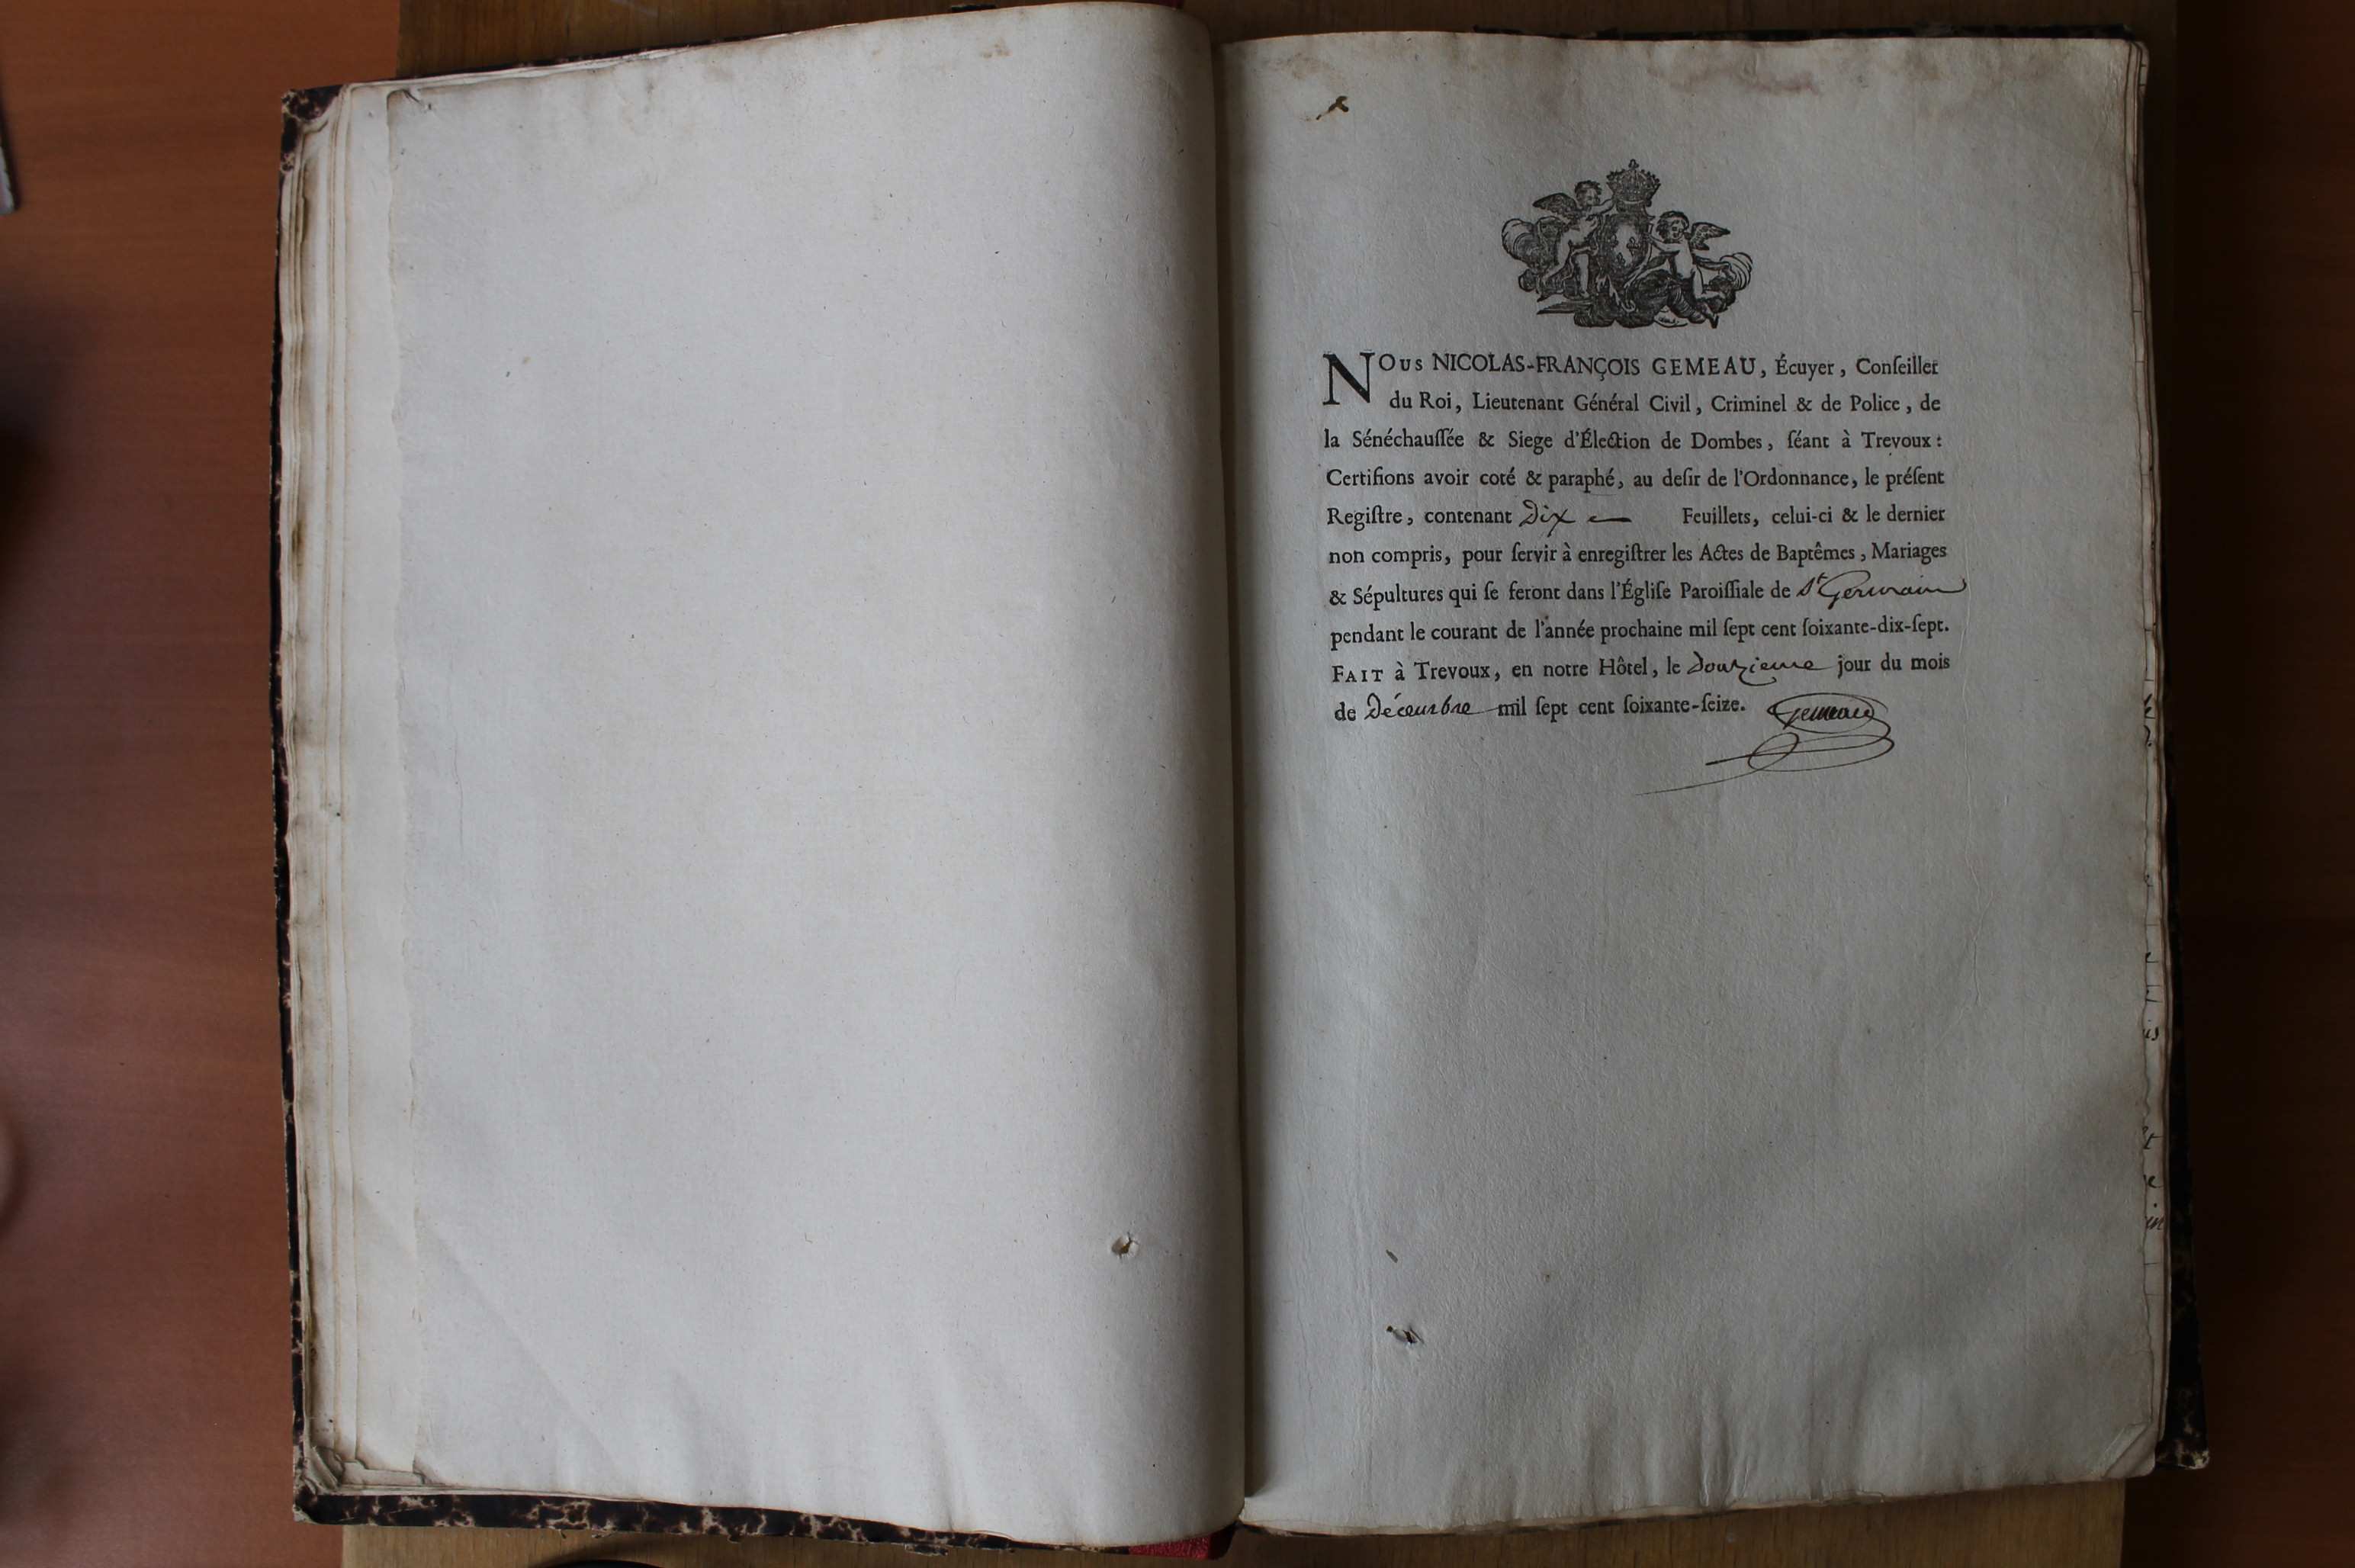 NOus NICOLAS-FRANÇOIS GEMEAU, Écuyer, Conſeiller
du Roi, Lieutenant Général Civil, Criminel & de Police, de
la Sénéchauſſée & Siege d'Élection de Dombes, ſéant à Trevoux :
Certifions avoir coté & paraphé, au deſir de l'Ordonnance, le préſent
Regiſtre, contenant Dix — Feuillets, celui-ci & le dernier
non compris, pour ſervir à enregiſtrer les Actes de Baptêmes, Mariages
& Sépultures qui ſe feront dans l'Égliſe Paroiſſiale de St Germain
pendant le courant de l'année prochaine mil ſept cent ſoixante-dix-ſept.
FAIT à Trevoux, en notre Hôtel, le douzieme jour du mois
de Décembre mil ſept cent ſoixante-ſeize. Gemeau